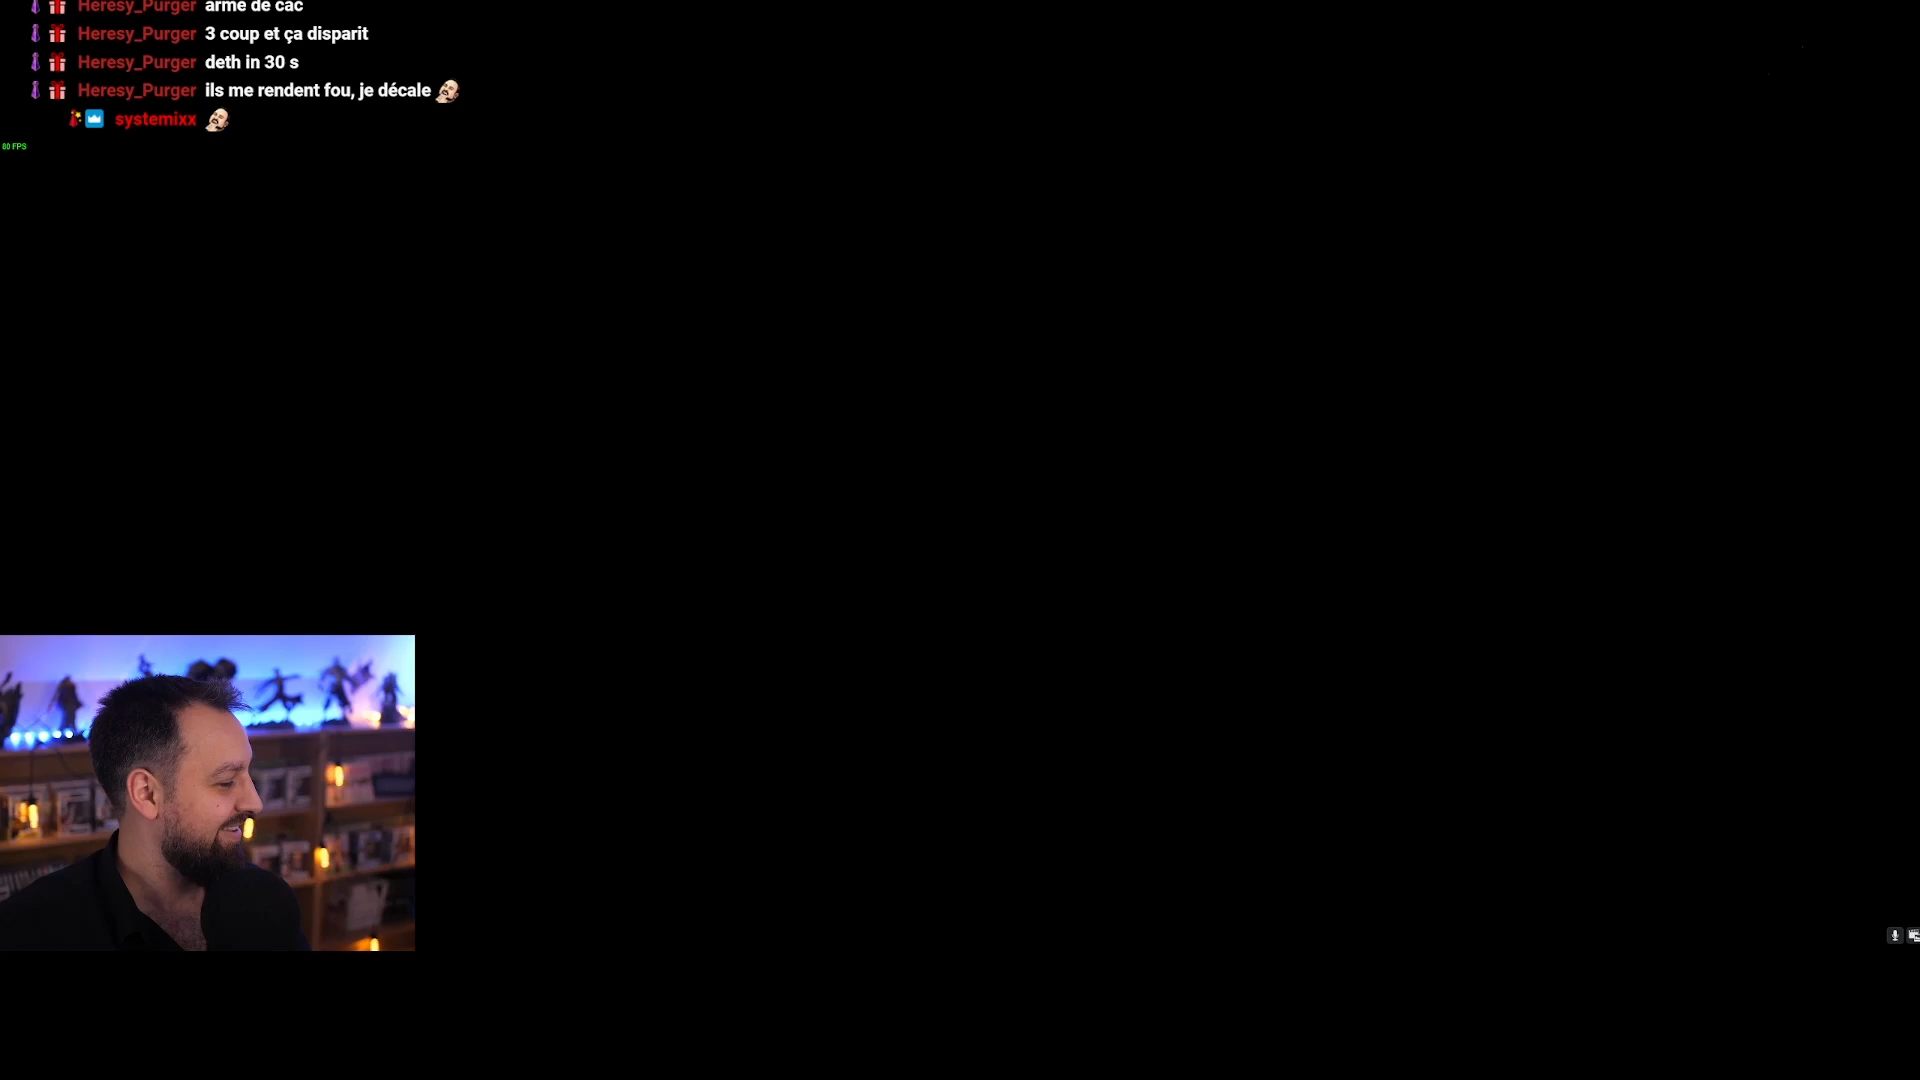 Heresy_Purger arme de cac
Heresy_Purger 3 coup et ça disparit
Heresy_Purger deth in 30 s
Heresy_Purger ils me rendent fou, je décale
systemixx
80 FPS